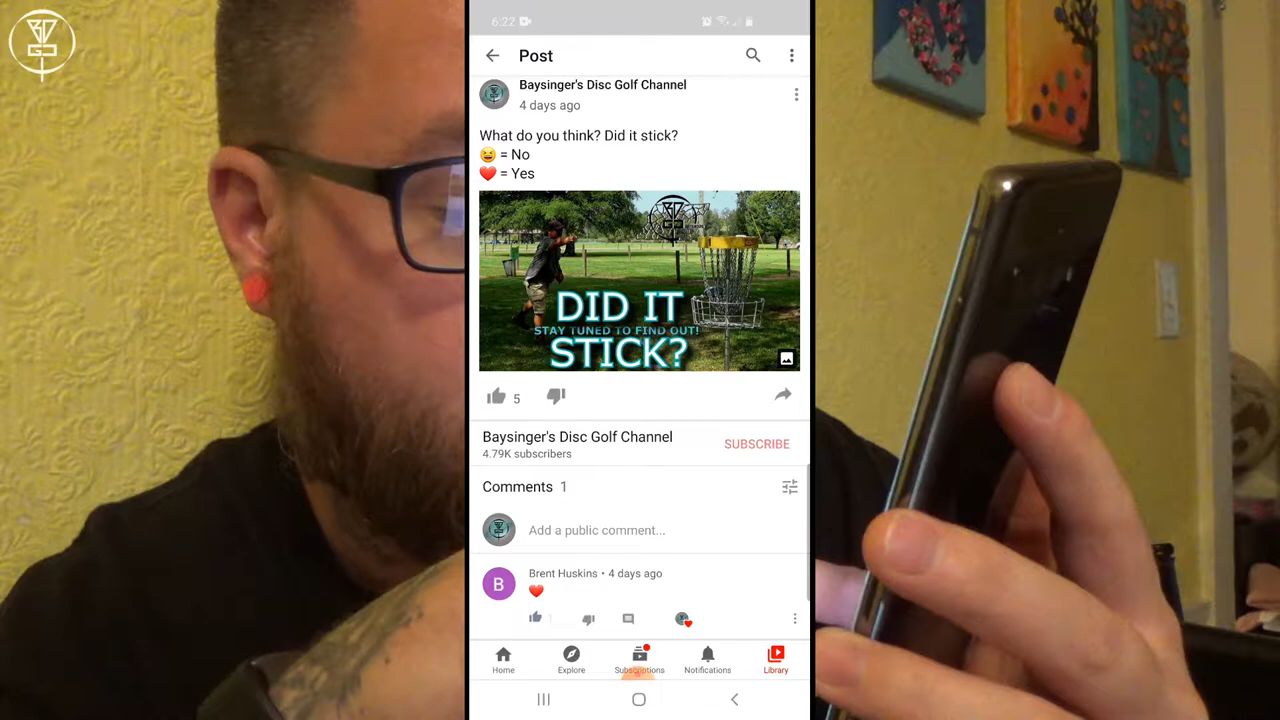 6:22
Post
Baysinger's Disc Golf Channel
4 days ago
What do you think? Did it stick?
😆 = No
❤️ = Yes
DID IT
STAY TUNED TO FIND OUT!
STICK?
5
Baysinger's Disc Golf Channel
4.79K subscribers
SUBSCRIBE
Comments 1
Add a public comment...
B
Brent Huskins • 4 days ago
❤️
1
Home
Explore
Subscriptions
Notifications
Library